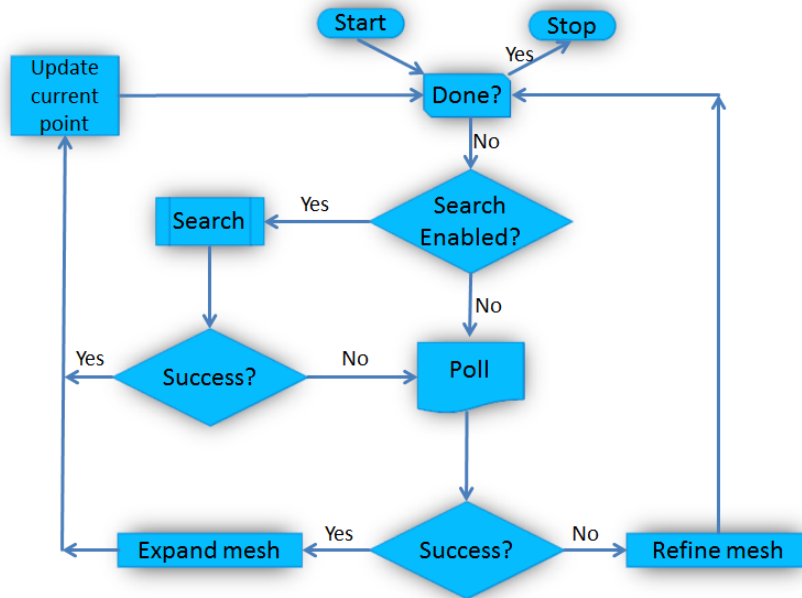 Start
Stop
Yes
Update
current
point
Done?
No
Search
Yes
Search
Enabled?
No
Yes
Success?
No
Poll
Expand mesh
Yes
Success?
No
Refine mesh